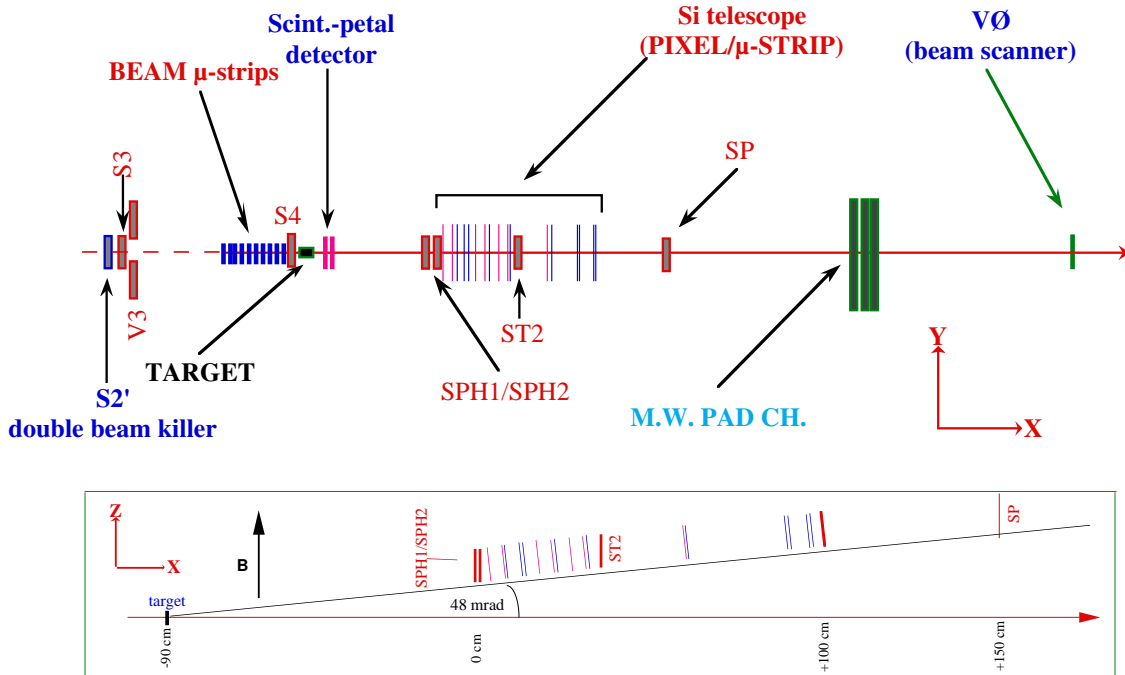 Scint.-petal
detector
Si telescope
(PIXEL/µ-STRIP)
VØ
(beam scanner)
BEAM µ-strips
S3
S4
SP
V3
TARGET
ST2
SPH1/SPH2
S2'
double beam killer
M.W. PAD CH.
Y
X
Z
X
B
SPH1/SPH2
ST2
SP
target
48 mrad
-90 cm
0 cm
+100 cm
+150 cm